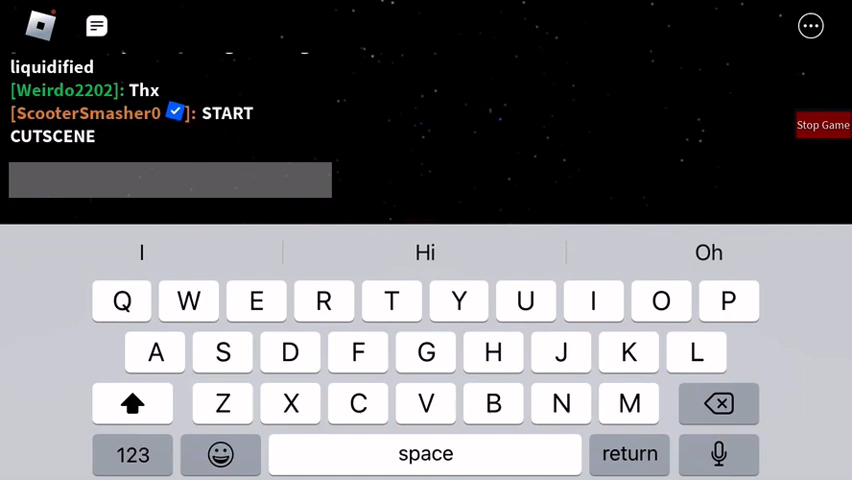 liquidified
[Weirdo2202]: Thx
[ScooterSmasher0 ]: START
CUTSCENE
Stop Game
I Hi Oh
Q W E R T Y U I O P
A S D F G H J K L
Z X C V B N M
123 space return